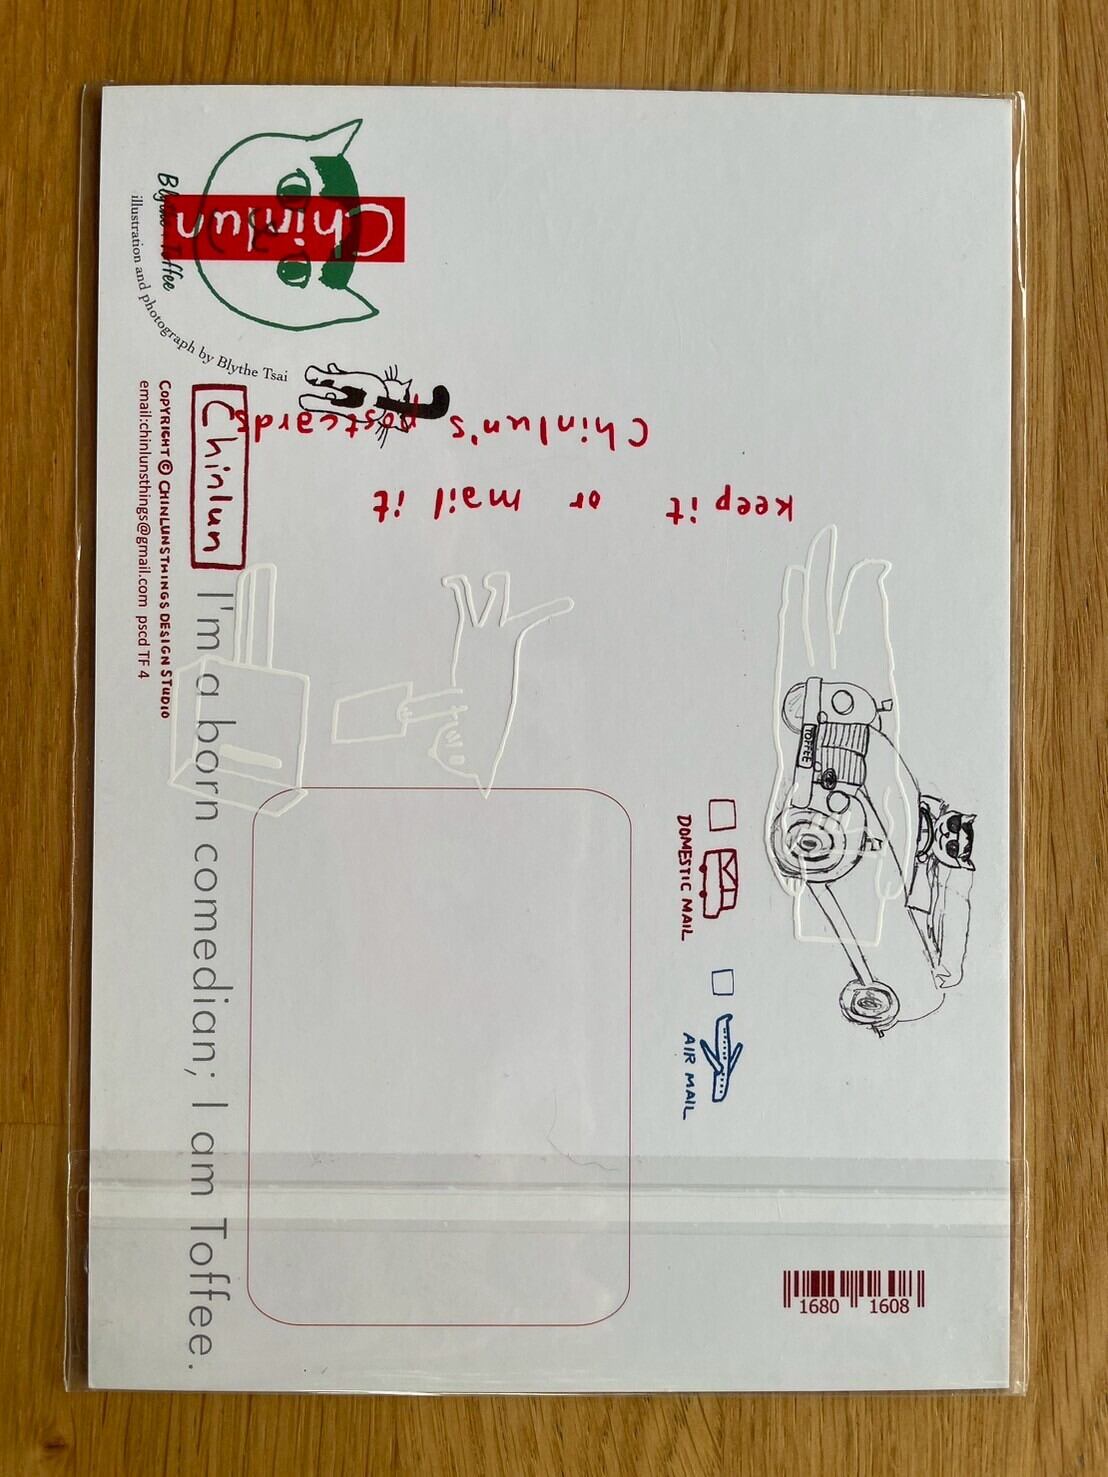 Chinlun
Blythe . Toffee
illustration and photograph by Blythe Tsai
Chinlun's postcards
keep it or mail it
Chinlun
COPYRIGHT © CHINLUNSTHINGS DESIGN STUDIO
email:chinlunsthings@gmail.com pscd TF 4
I'm a born comedian; I am Toffee.
TOFFEE
DOMESTIC MAIL
AIR MAIL
1680 1608